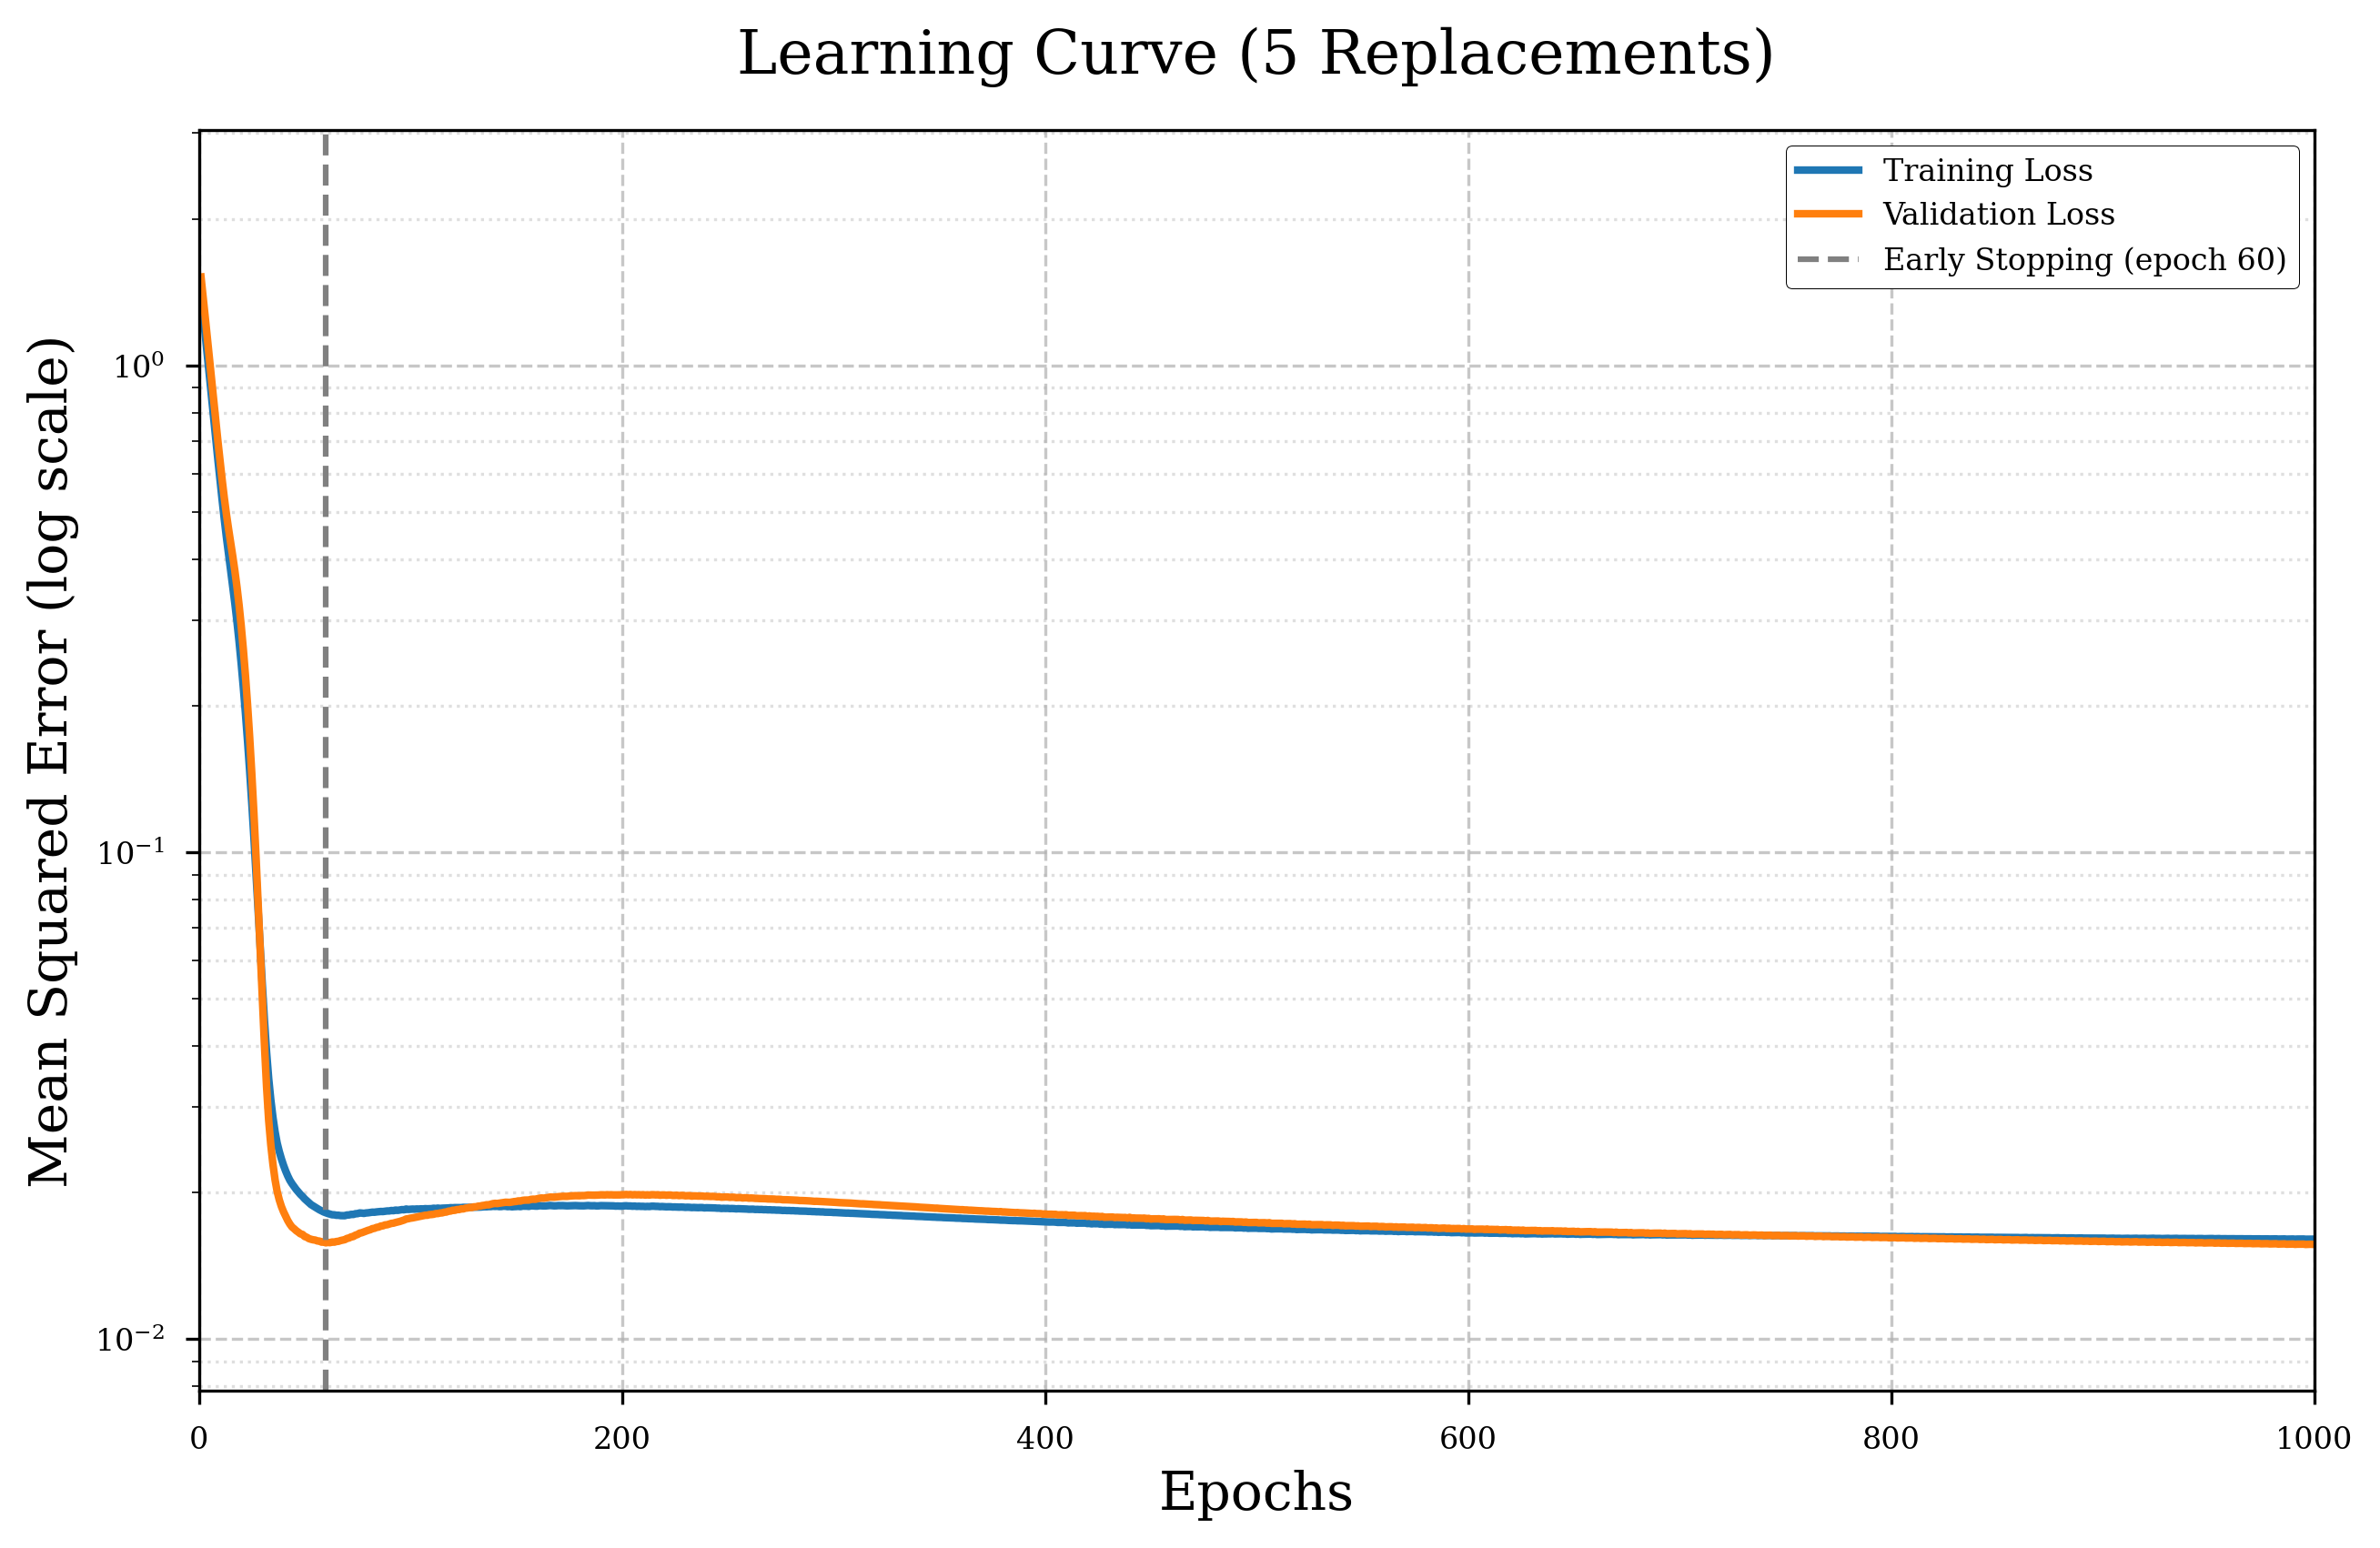 Learning Curve (5 Replacements)
Training Loss
Validation Loss
Early Stopping (epoch 60)
Mean Squared Error (log scale)
10⁰
10⁻¹
10⁻²
0 200 400 600 800 1000
Epochs